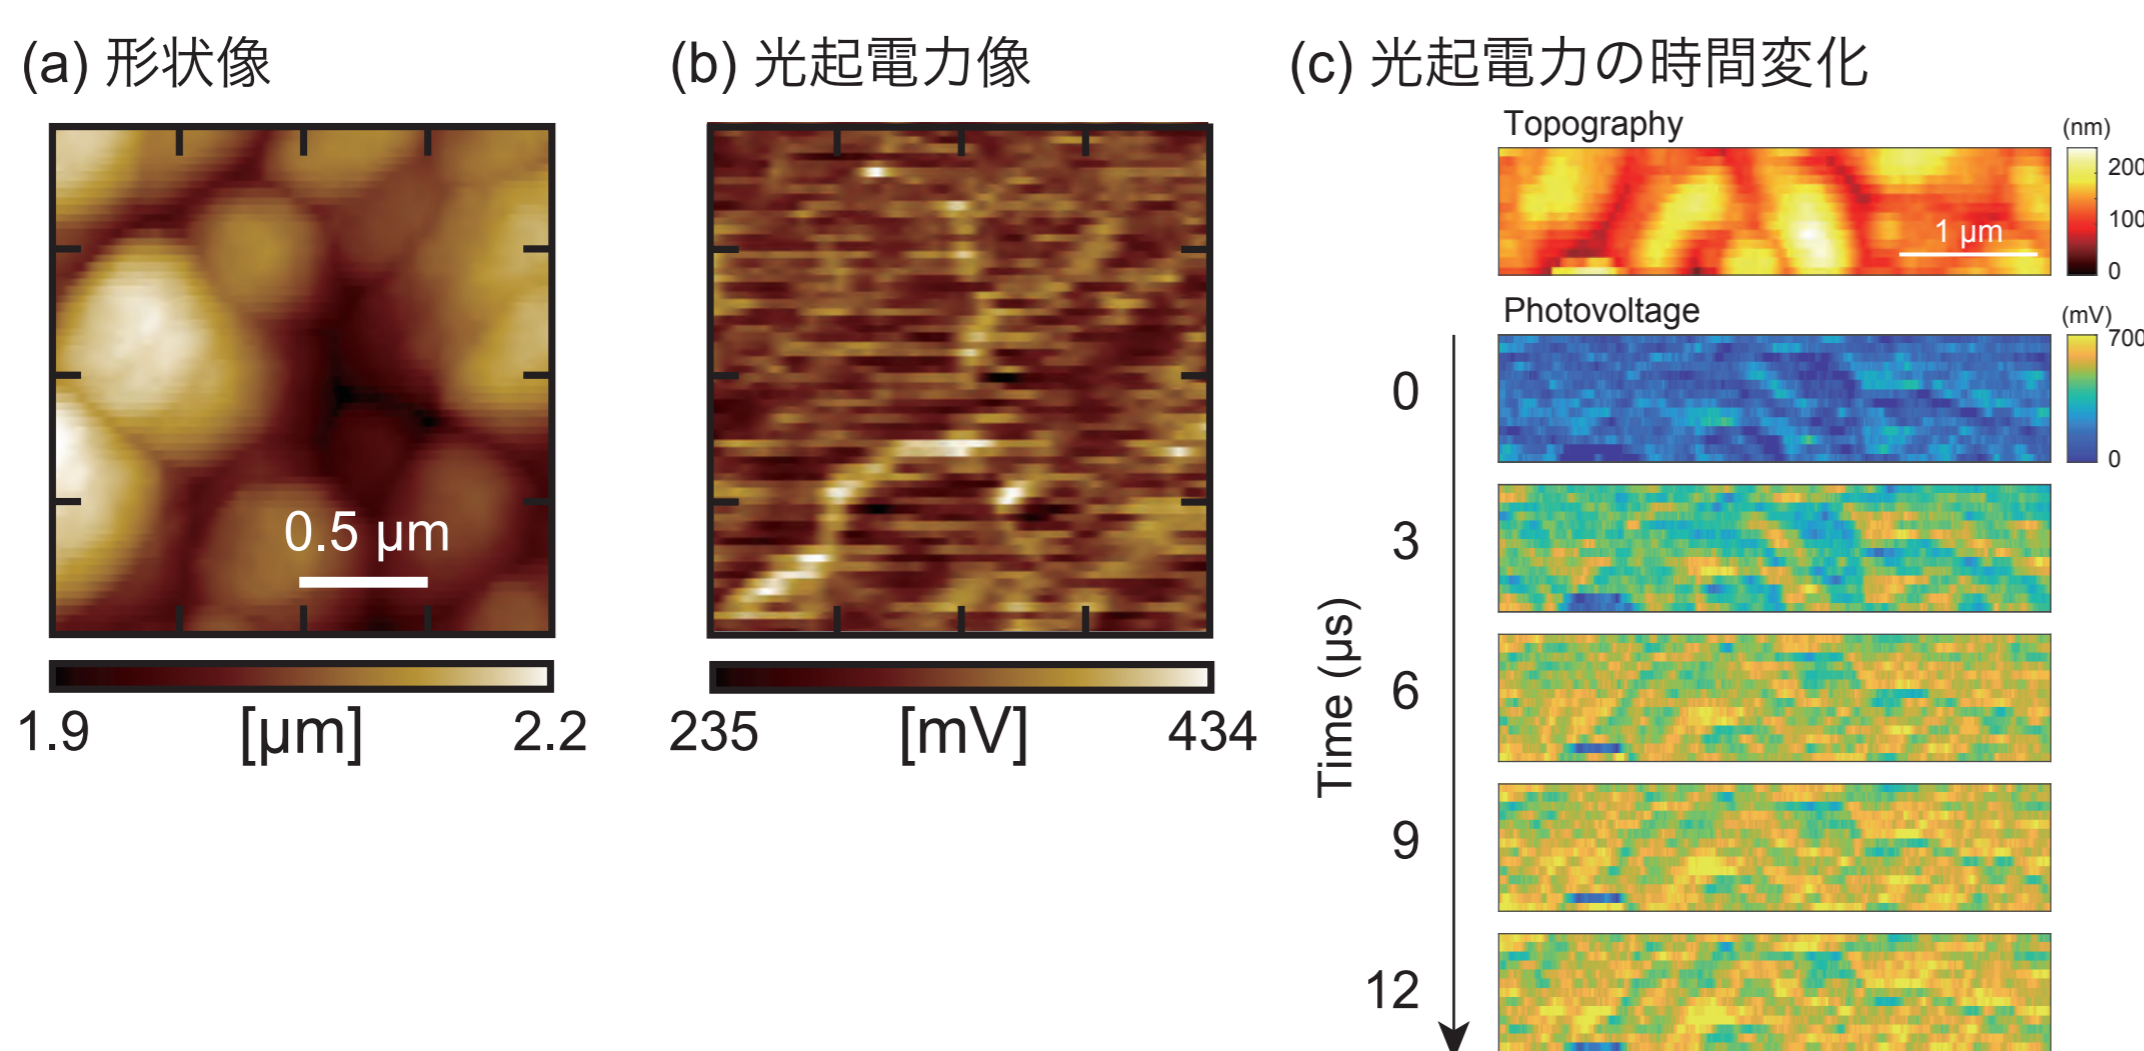 (a) 形状像
0.5 μm
1.9 [μm] 2.2
(b) 光起電力像
235 [mV] 434
(c) 光起電力の時間変化
Topography
(nm)
200
100
0
1 μm
Photovoltage
(mV)
700
0
Time (μs)
0
3
6
9
12